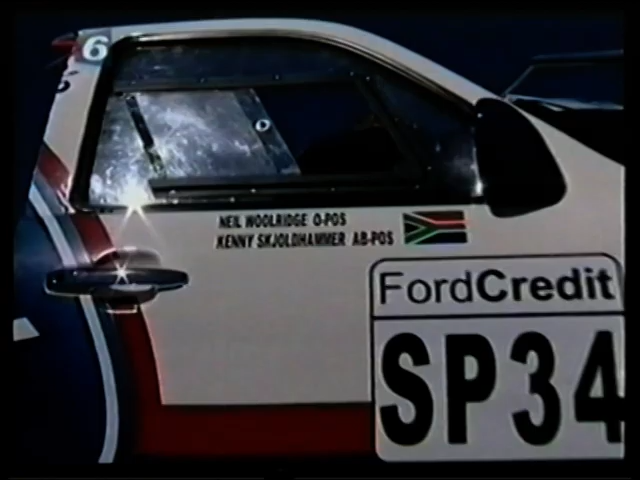 6
NEIL WOOLRIDGE O-POS
KENNY SKJOLDHAMMER AB-POS
FordCredit
SP34